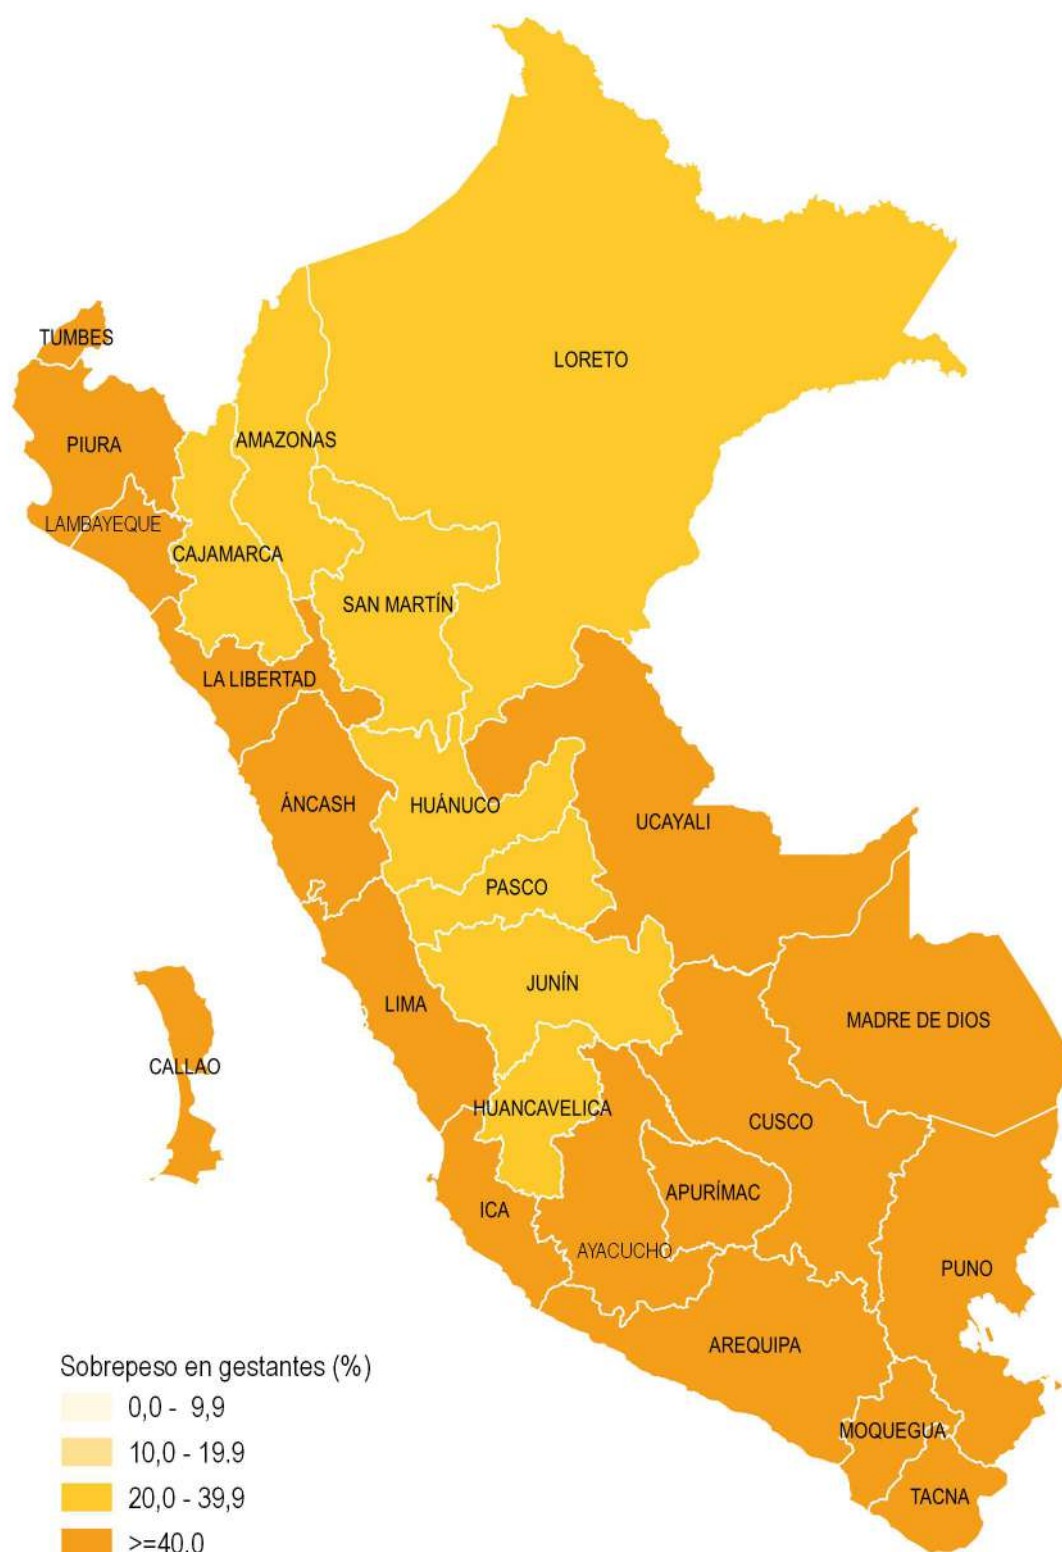 TUMBES
LORETO
PIURA
AMAZONAS
LAMBAYEQUE
CAJAMARCA
SAN MARTÍN
LA LIBERTAD
ÁNCASH
HUÁNUCO
UCAYALI
PASCO
JUNÍN
LIMA
MADRE DE DIOS
CALLAO
HUANCAVELICA
CUSCO
APURÍMAC
ICA
AYACUCHO
PUNO
AREQUIPA
MOQUEGUA
TACNA
Sobrepeso en gestantes (%)
0,0 - 9,9
10,0 - 19.9
20,0 - 39,9
>=40,0